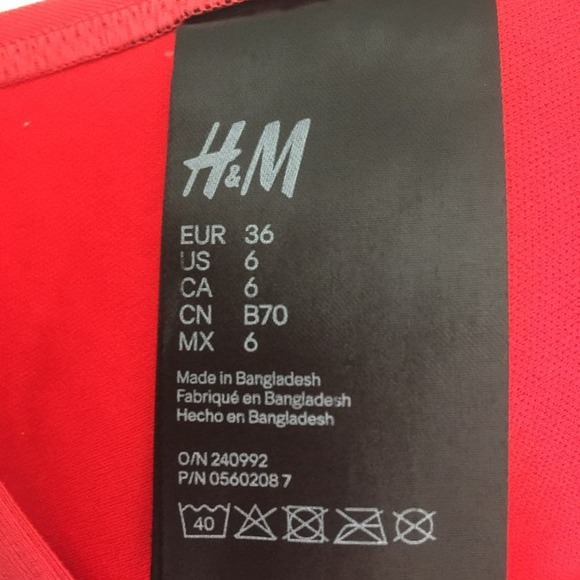 H&M
EUR 36
US 6
CA 6
CN B70
MX 6
Made in Bangladesh
Fabriqué en Bangladesh
Hecho en Bangladesh
O/N 240992
P/N 0560208 7
40